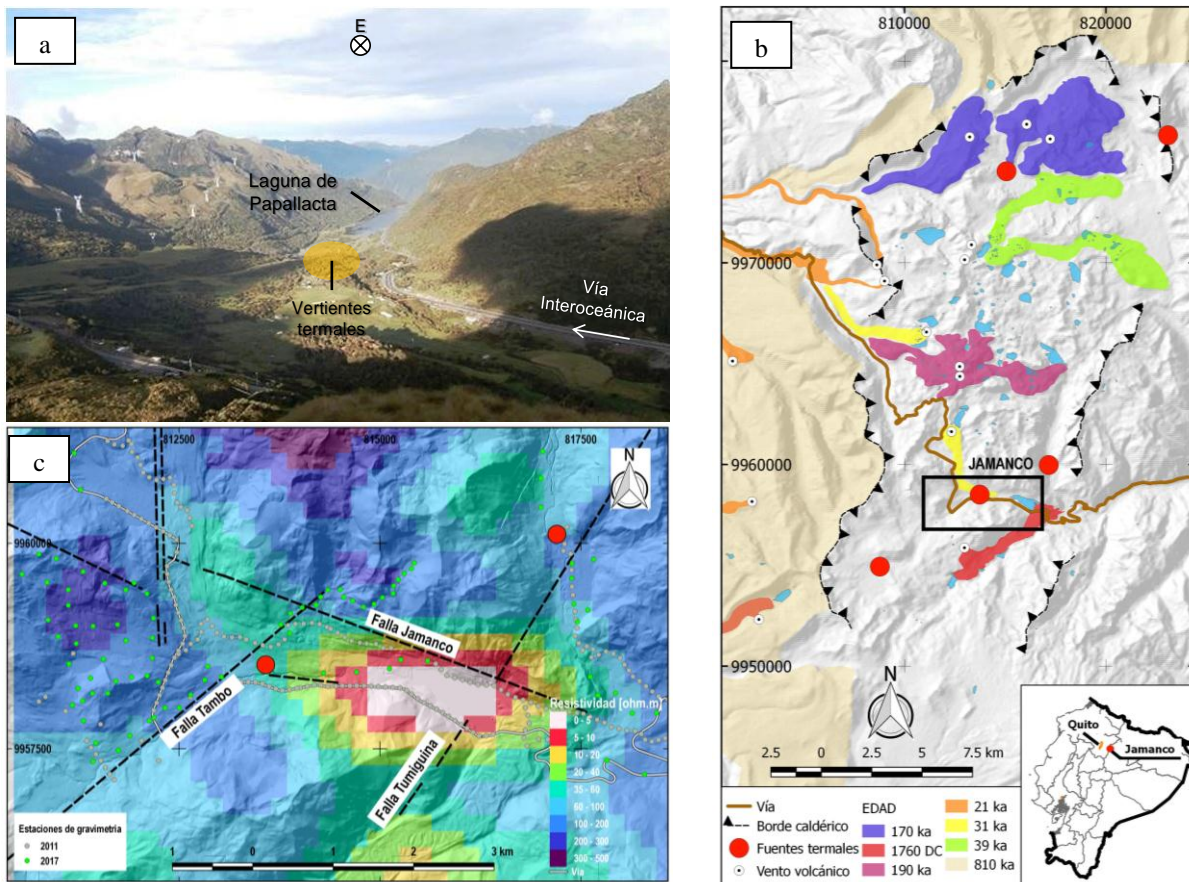 a
E
Laguna de
Papallacta
Vertientes
termales
Vía
Interoceánica
b
810000
820000
9970000
9960000
9950000
JAMANCO
N
2.5 0 2.5 5 7.5 km
Vía
Borde caldérico
Fuentes termales
Vento volcánico
EDAD
170 ka
1760 DC
190 ka
21 ka
31 ka
39 ka
810 ka
Quito
Jamanco
c
812500
815000
817500
N
9960000
9957500
Falla Jamanco
Falla Tambo
Falla Tumiguina
Resistividad [ohm.m)
0 - 5
5 - 10
10 - 20
20 - 40
35 - 60
60 - 100
100 - 200
200 - 300
300 - 500
Vía
Estaciones de gravimetria
2011
2017
1 0 1 2 3 km